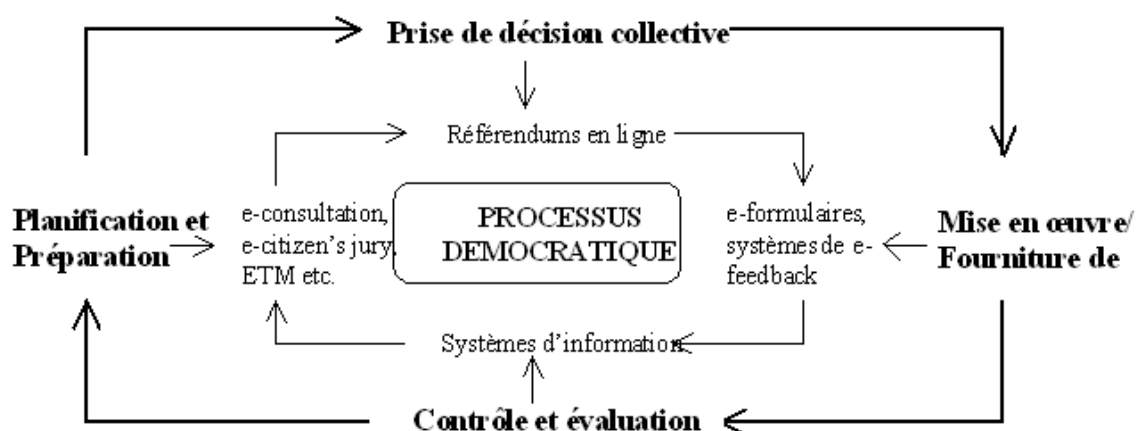 Prise de décision collective
Référendums en ligne
Planification et
Préparation
e-consultation,
e-citizen's jury,
ETM etc.
PROCESSUS
DEMOCRATIQUE
e-formulaires,
systèmes de e-
feedback
Mise en œuvre/
Fourniture de
Systèmes d'information
Contrôle et évaluation